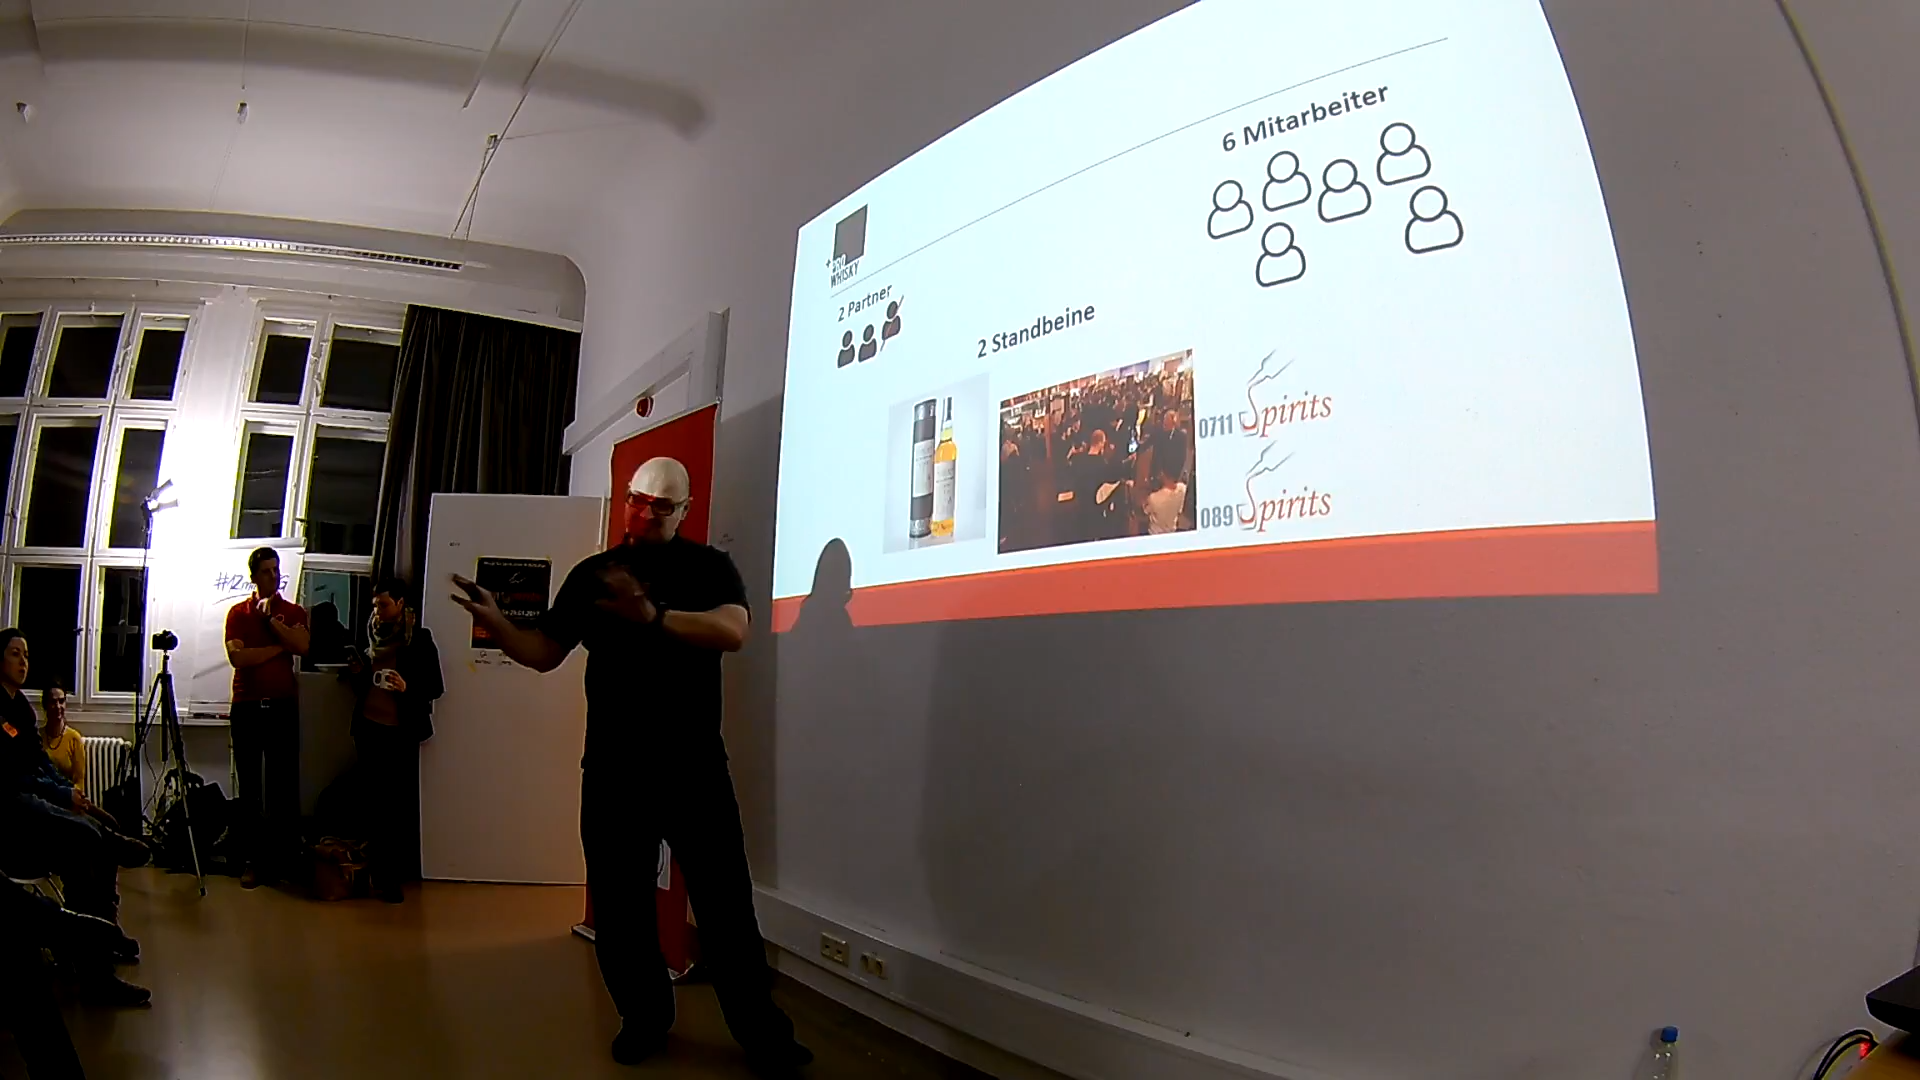 WHISKY
2 Partner
6 Mitarbeiter
2 Standbeine
0711 Spirits
089 Spirits